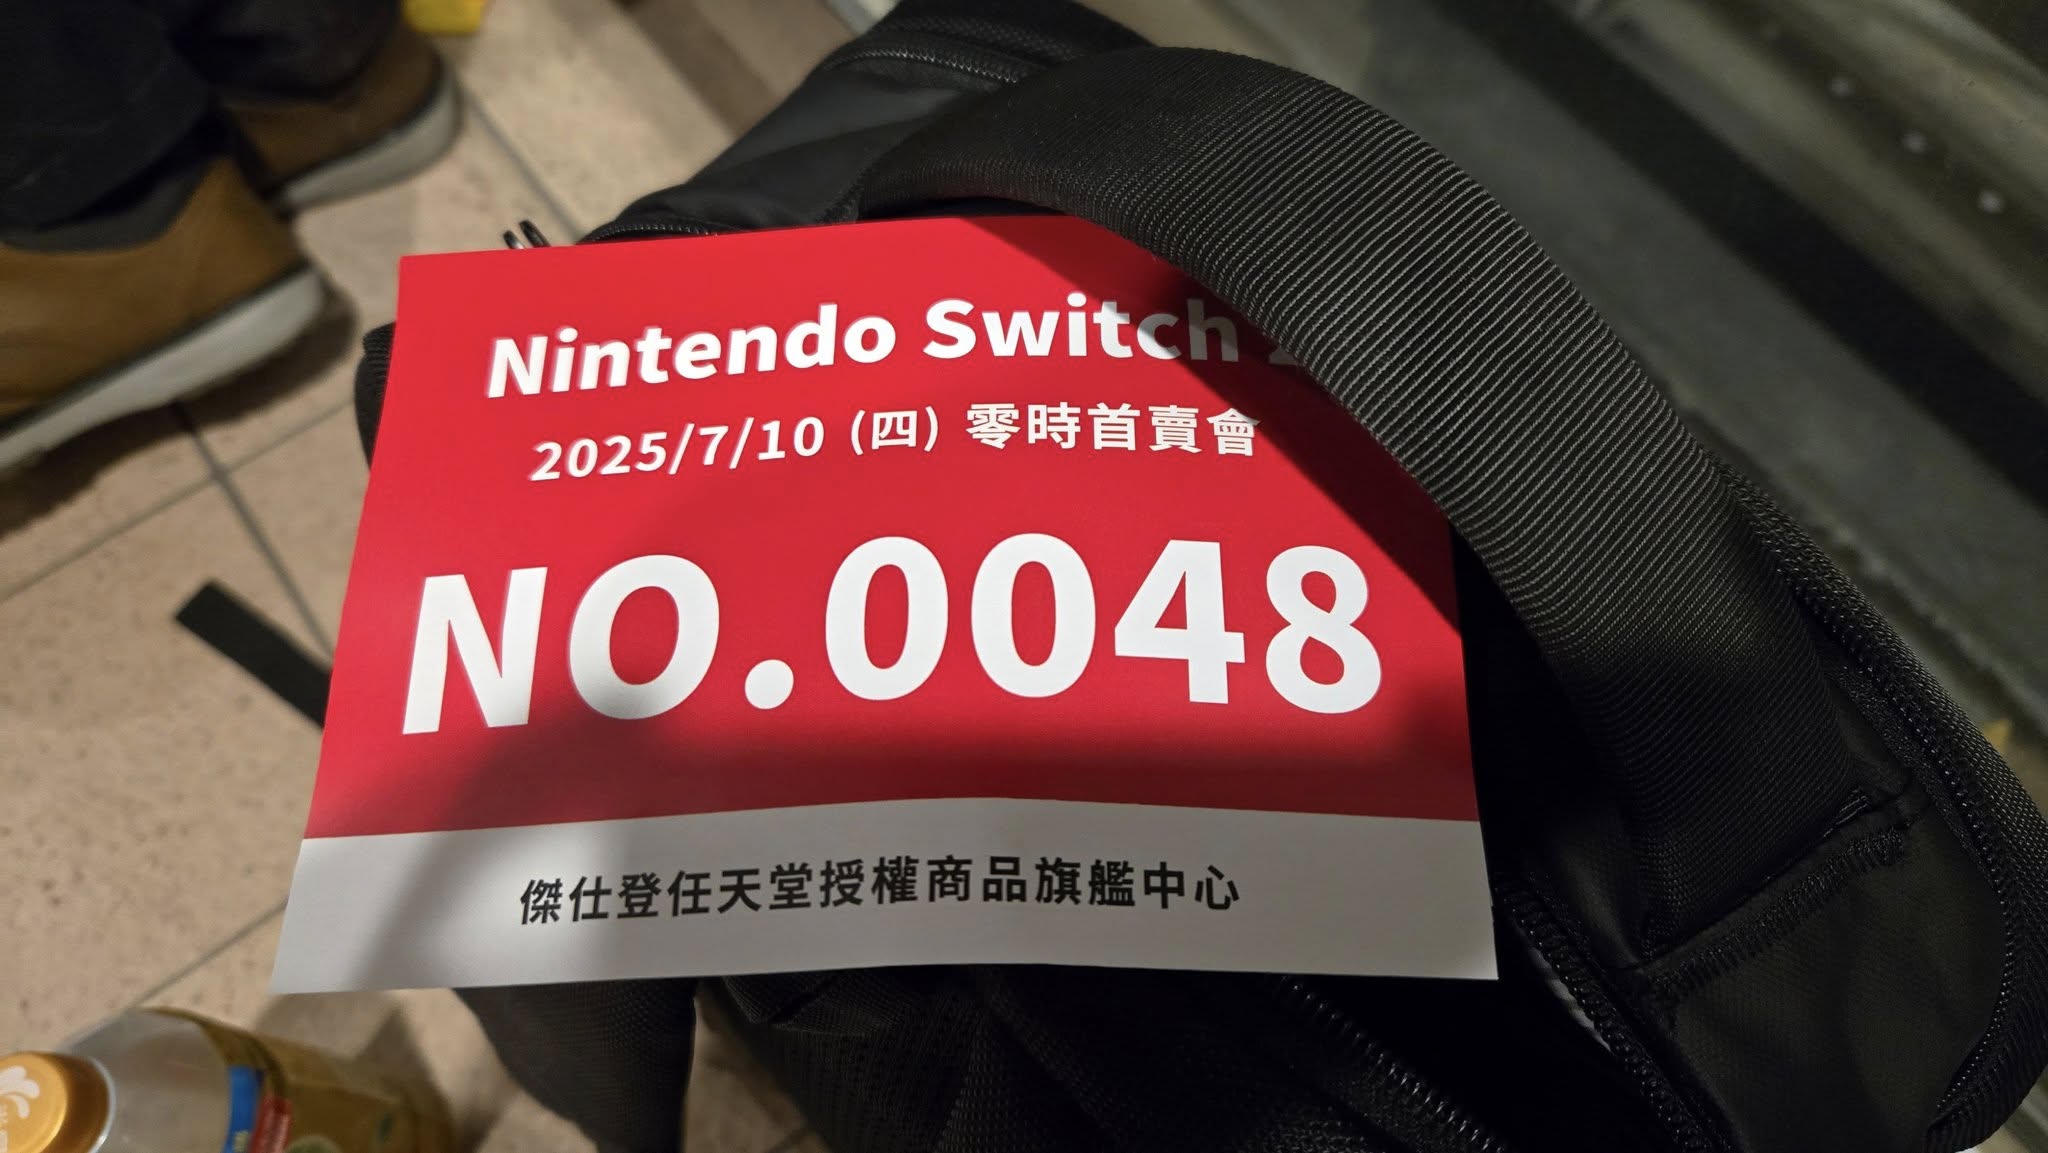 Nintendo Switch 2
2025/7/10 (四) 零時首賣會
NO.0048
傑仕登任天堂授權商品旗艦中心